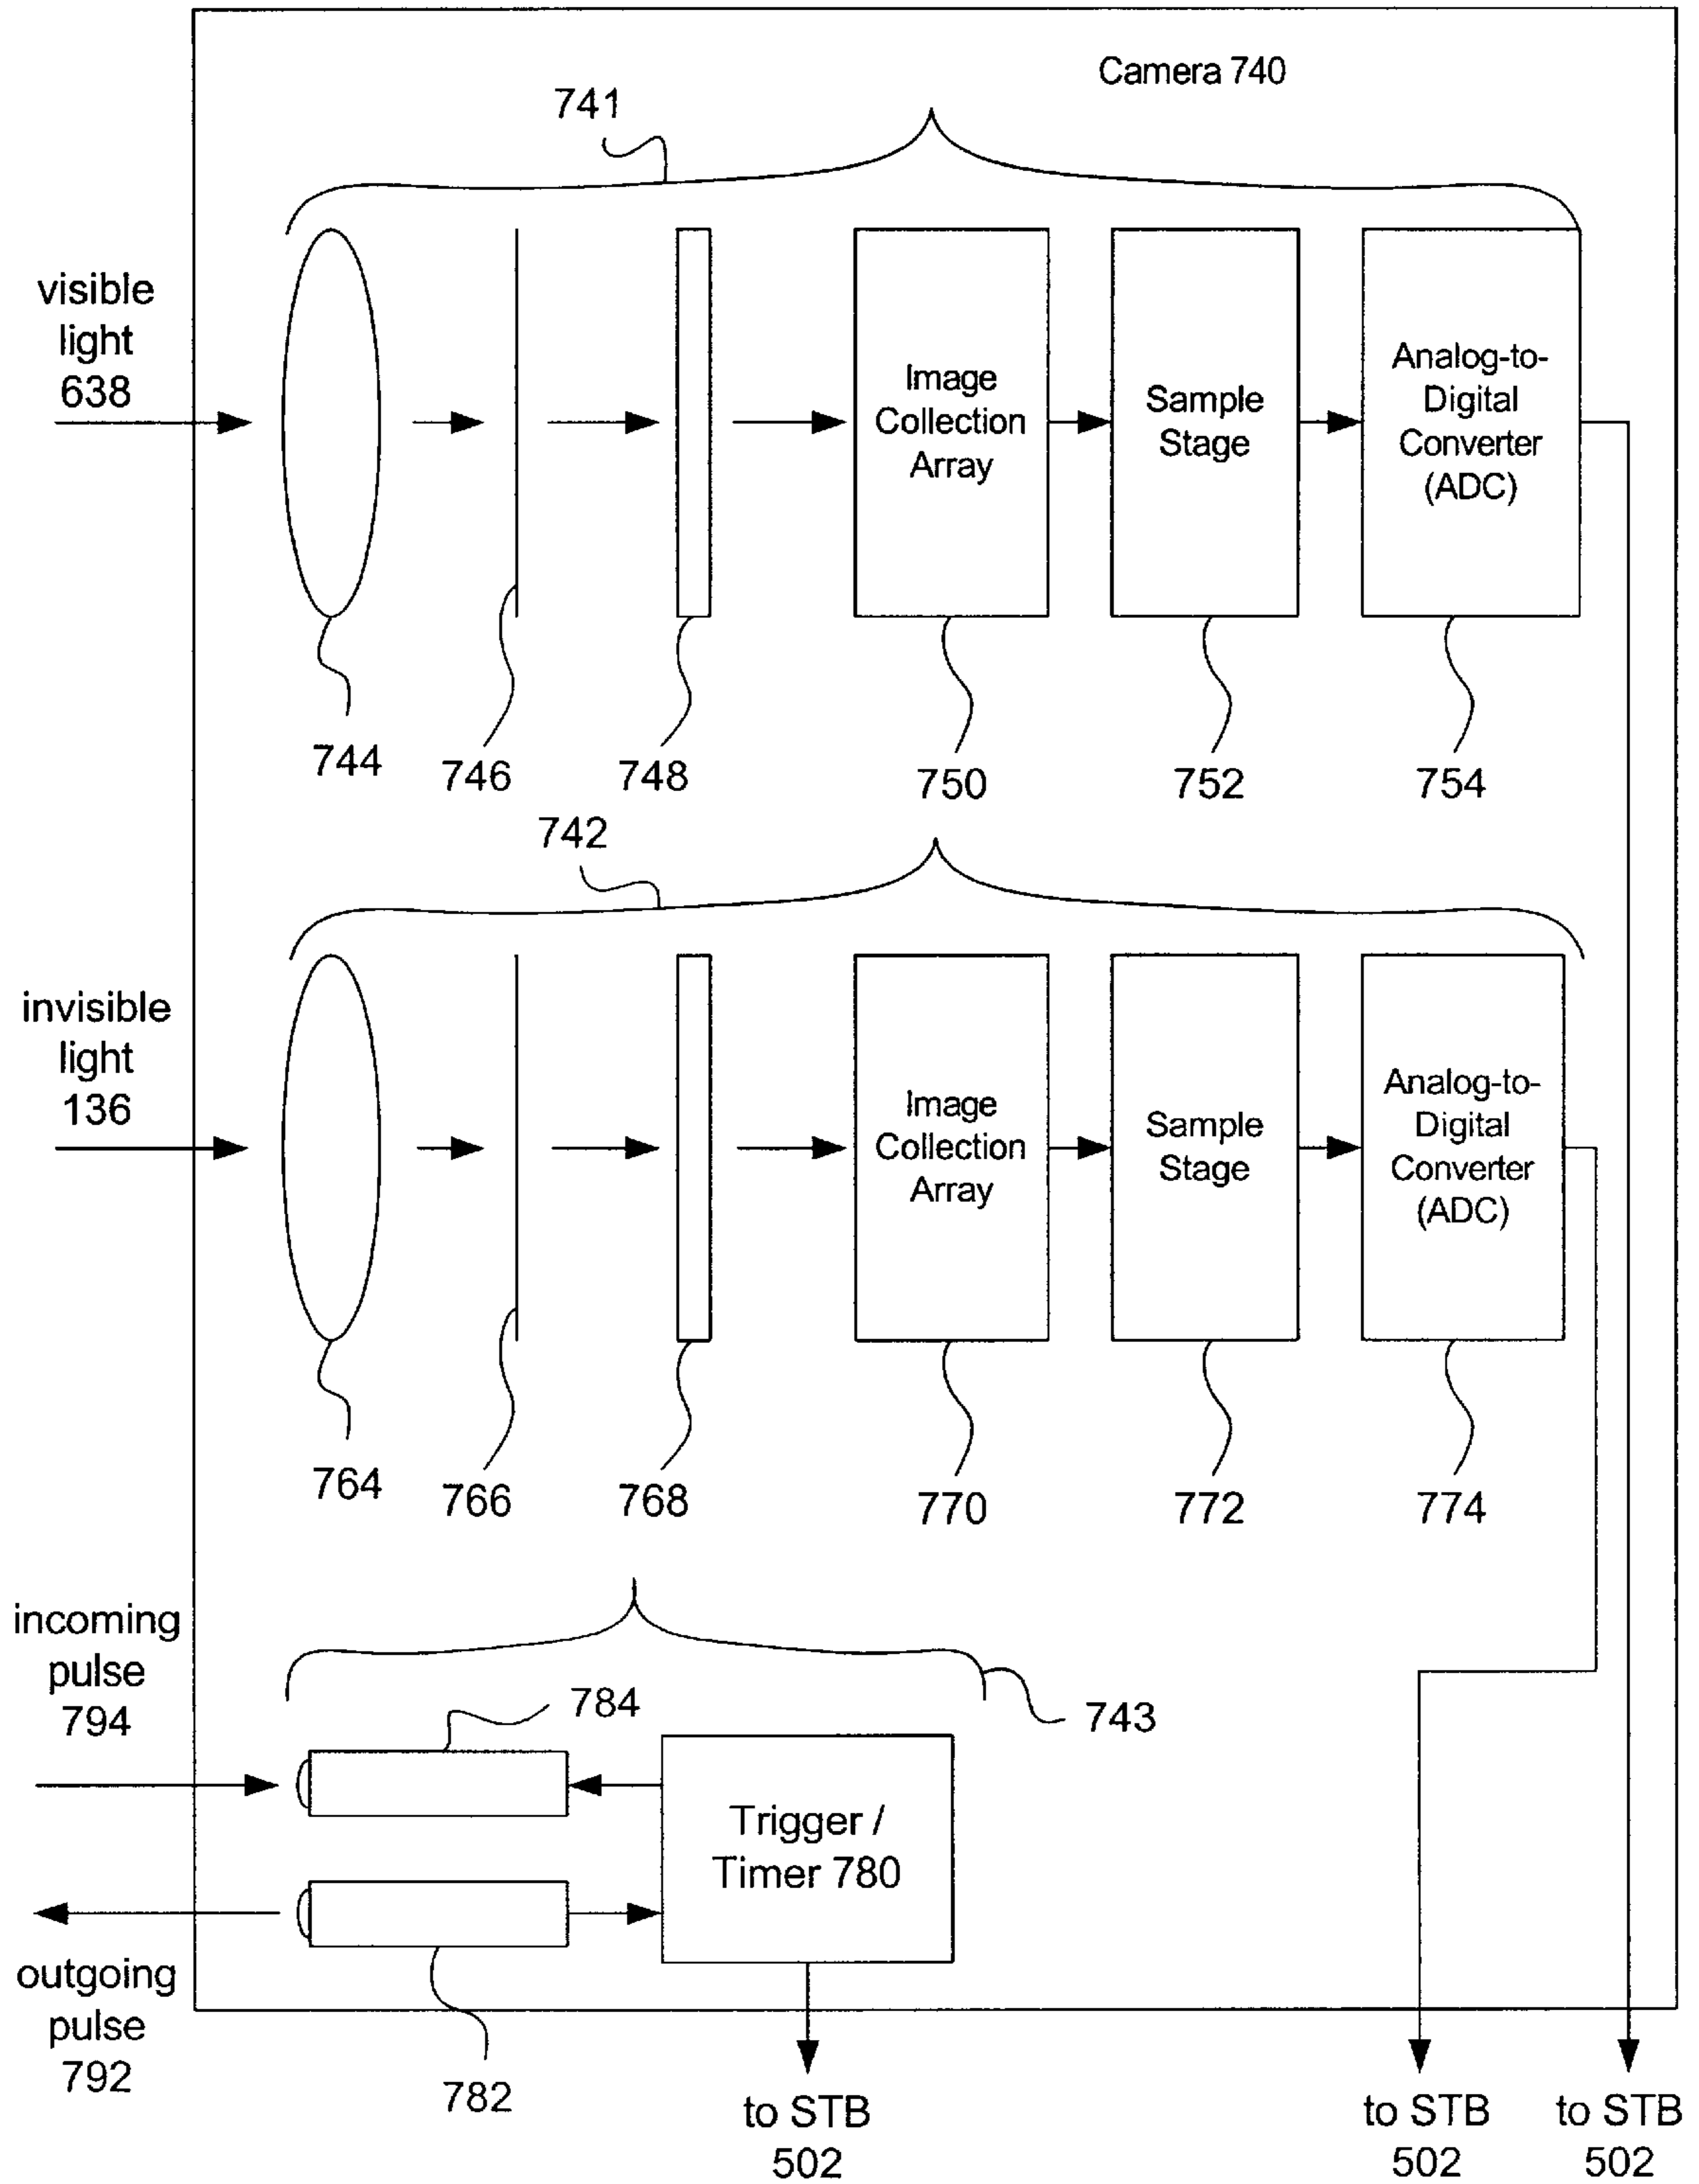 Camera 740
741
visible
light
638
Image
Collection
Array
Sample
Stage
Analog-to-
Digital
Converter
(ADC)
744
746
748
750
752
754
742
invisible
light
136
Image
Collection
Array
Sample
Stage
Analog-to-
Digital
Converter
(ADC)
764
766
768
770
772
774
incoming
pulse
794
784
743
Trigger /
Timer 780
outgoing
pulse
792
782
to STB
502
to STB
502
to STB
502